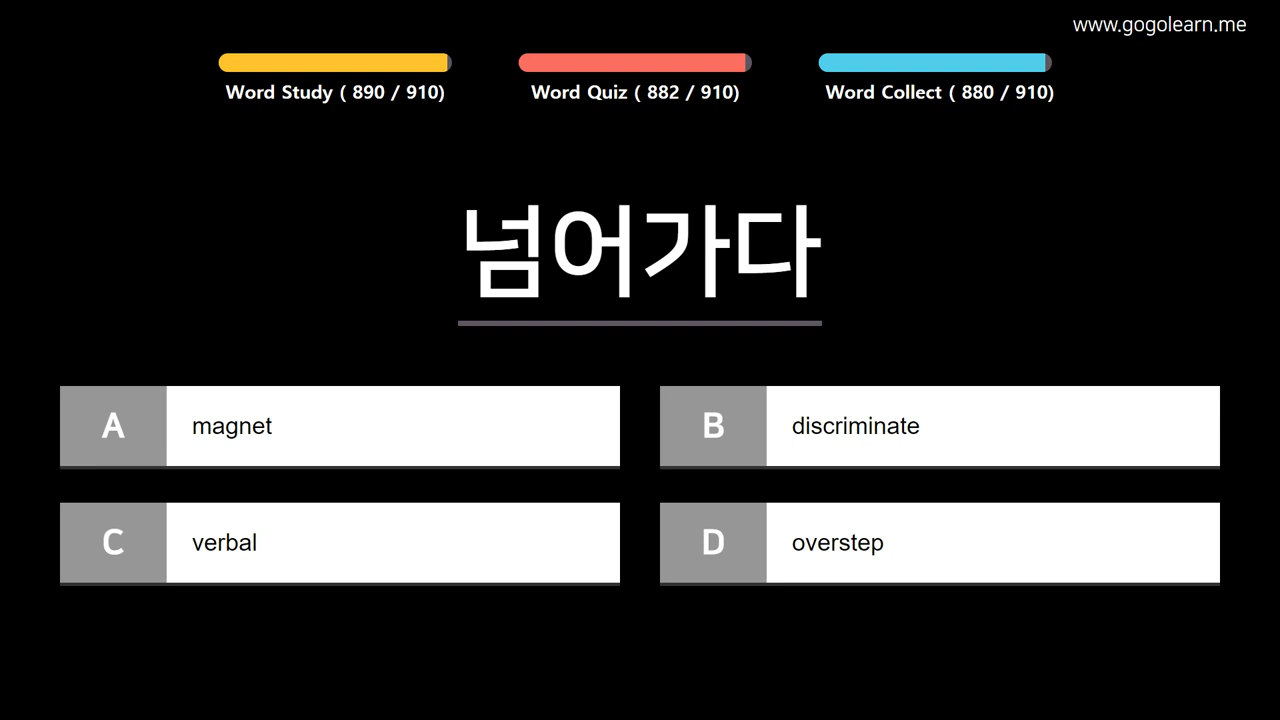 www.gogolearn.me
Word Study ( 890 / 910)
Word Quiz ( 882 / 910)
Word Collect ( 880 / 910)
넘어가다
A magnet
B discriminate
C verbal
D overstep